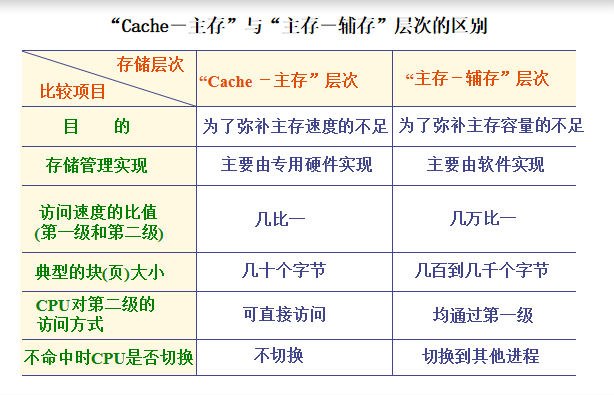 “Cache－主存”与“主存－辅存”层次的区别
存储层次
比较项目
“Cache －主存”层次
“主存－辅存”层次
目 的
为了弥补主存速度的不足
为了弥补主存容量的不足
存储管理实现
主要由专用硬件实现
主要由软件实现
访问速度的比值
(第一级和第二级)
几比一
几万比一
典型的块(页)大小
几十个字节
几百到几千个字节
CPU对第二级的
访问方式
可直接访问
均通过第一级
不命中时CPU是否切换
不切换
切换到其他进程